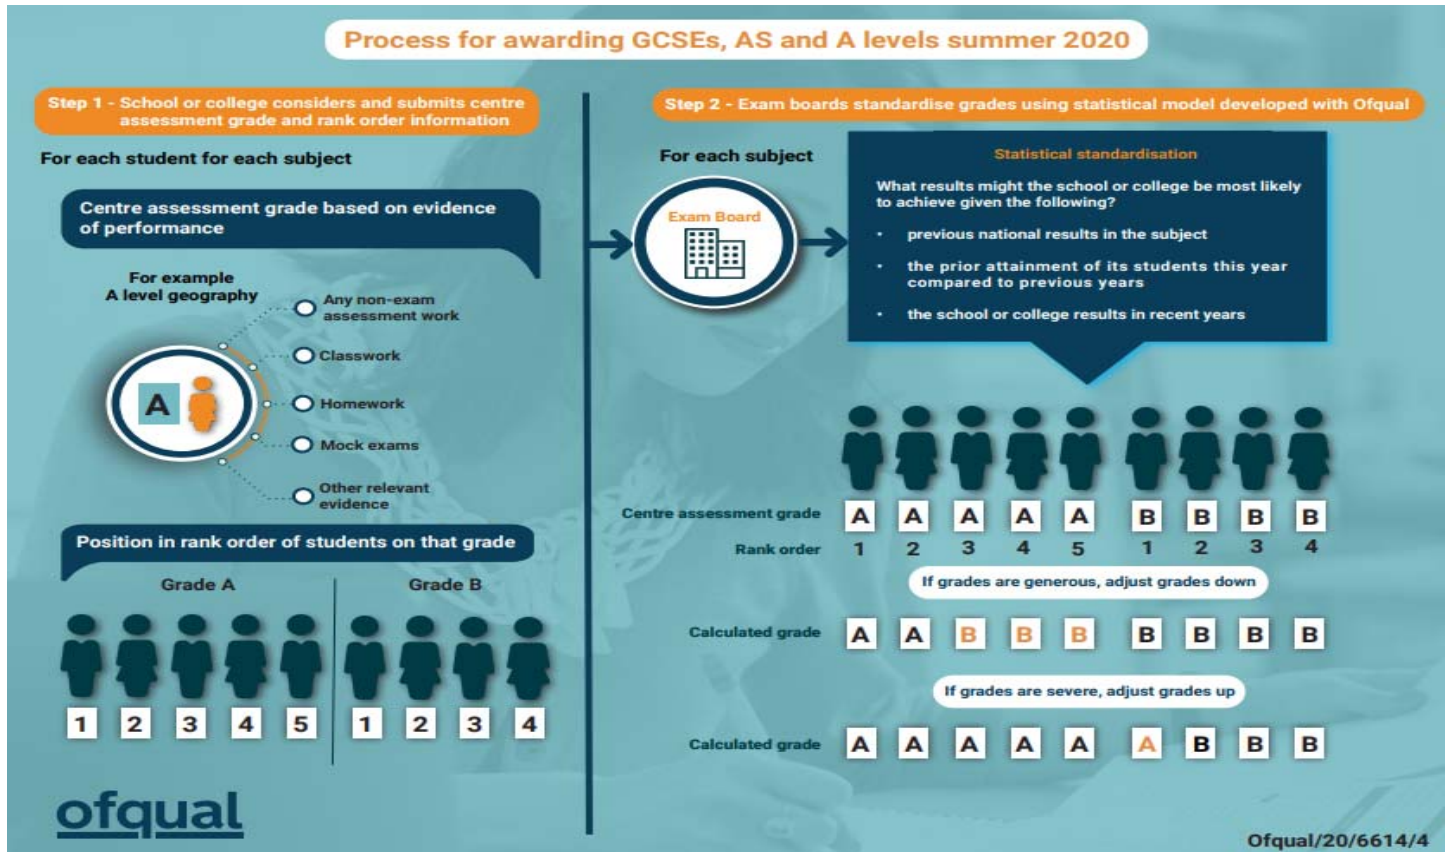 Process for awarding GCSEs, AS and A levels summer 2020
Step 1 - School or college considers and submits centre
assessment grade and rank order information
For each student for each subject
Centre assessment grade based on evidence
of performance
For example
A level geography
A
Any non-exam
assessment work
Classwork
Homework
Mock exams
Other relevant
evidence
Position in rank order of students on that grade
Grade A
Grade B
1 2 3 4 5 1 2 3 4
ofqual
Step 2 - Exam boards standardise grades using statistical model developed with Ofqual
For each subject
Exam Board
Statistical standardisation
What results might the school or college be most likely
to achieve given the following?
• previous national results in the subject
• the prior attainment of its students this year
compared to previous years
• the school or college results in recent years
Centre assessment grade A A A A A B B B B
Rank order 1 2 3 4 5 1 2 3 4
If grades are generous, adjust grades down
Calculated grade A A B B B B B B B
If grades are severe, adjust grades up
Calculated grade A A A A A A B B B
Ofqual/20/6614/4